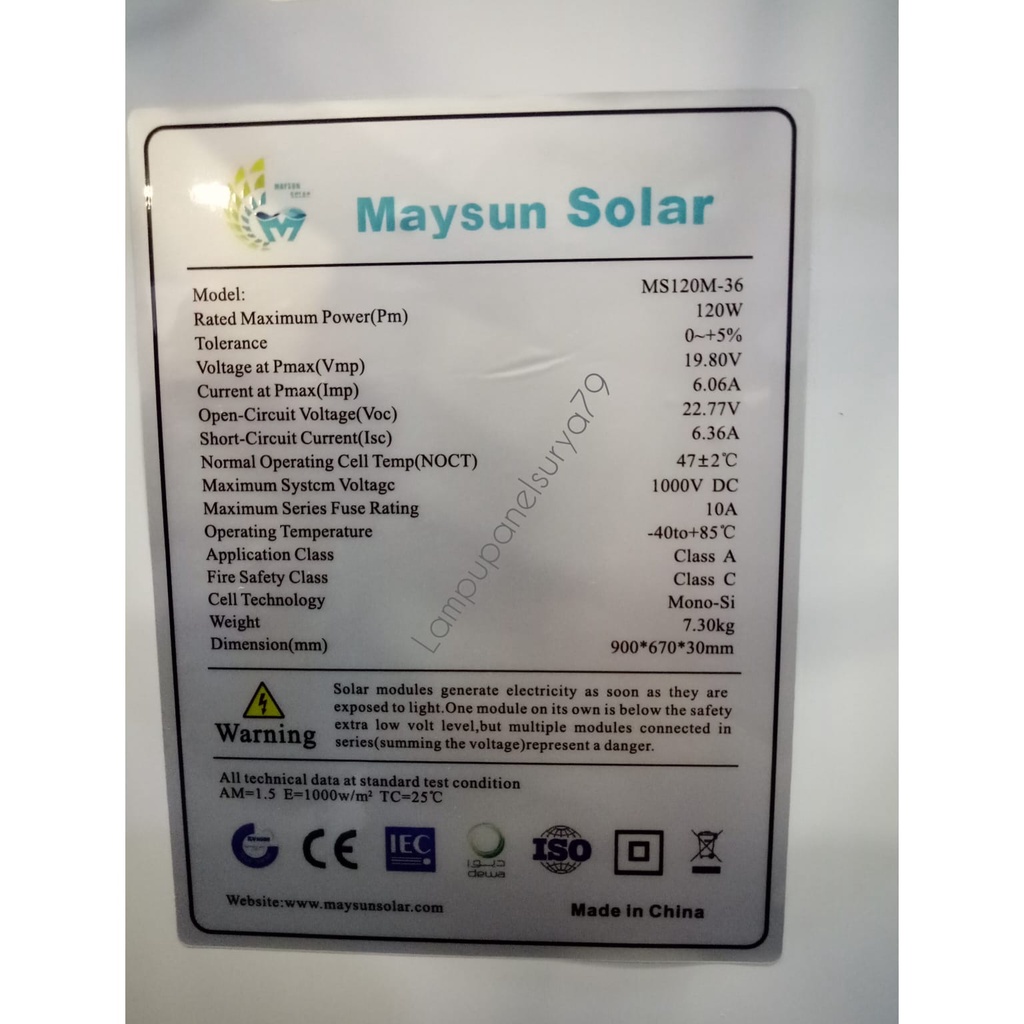 MAYSUN
SOLAR
Maysun Solar
Model: MS120M-36
Rated Maximum Power(Pm) 120W
Tolerance 0~+5%
Voltage at Pmax(Vmp) 19.80V
Current at Pmax(Imp) 6.06A
Open-Circuit Voltage(Voc) 22.77V
Short-Circuit Current(Isc) 6.36A
Normal Operating Cell Temp(NOCT) 47±2℃
Maximum Systcm Voltagc 1000V DC
Maximum Series Fuse Rating 10A
Operating Temperature -40to+85℃
Application Class Class A
Fire Safety Class Class C
Cell Technology Mono-Si
Weight 7.30kg
Dimension(mm) 900*670*30mm
Lampupanelsurya79
Warning
Solar modules generate electricity as soon as they are
exposed to light.One module on its own is below the safety
extra low volt level,but multiple modules connected in
series(summing the voltage)represent a danger.
All technical data at standard test condition
AM=1.5 E=1000w/m² TC=25℃
CE IEC ديوا dewa ISO
Website:www.maysunsolar.com Made in China